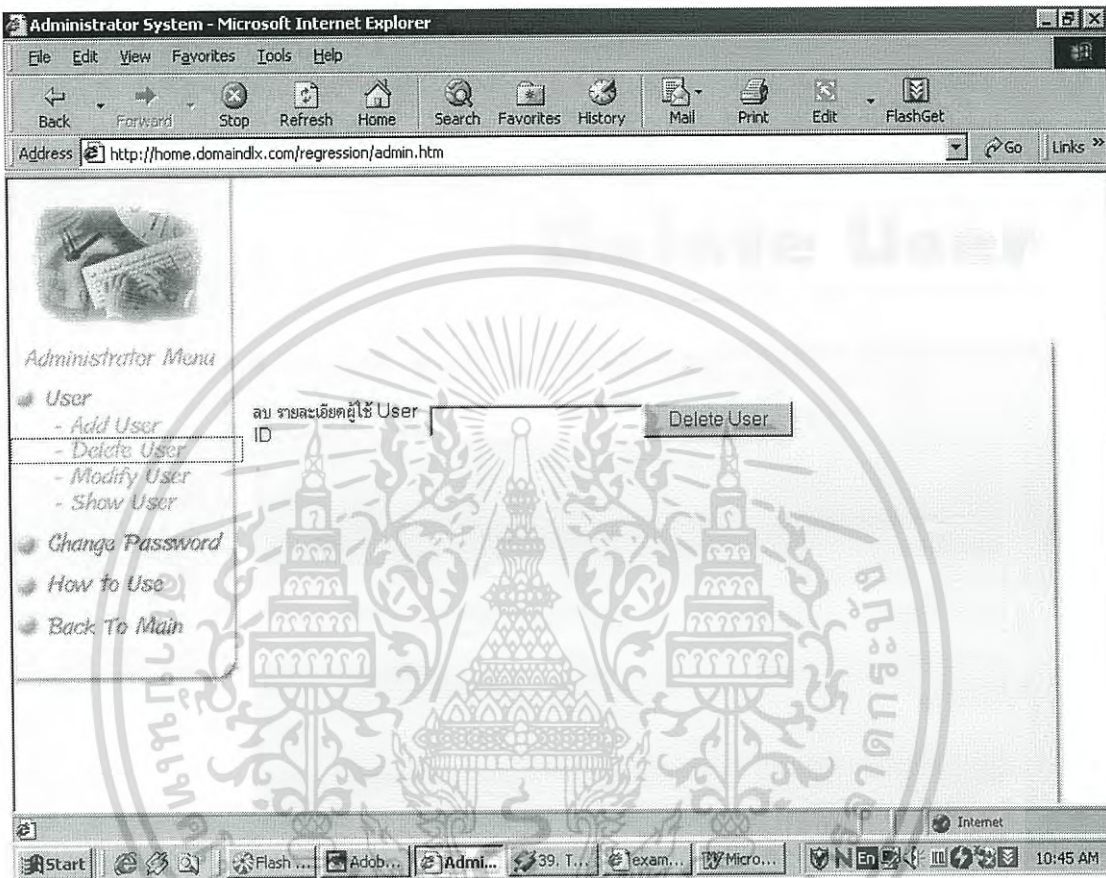 Administrator System - Microsoft Internet Explorer
File Edit View Favorites Tools Help
Back Forward Stop Refresh Home Search Favorites History Mail Print Edit FlashGet
Address http://home.domaindlx.com/regression/admin.htm Go Links »
Delete User
Administrator Menu
User
- Add User
- Delete User
- Modify User
- Show User
Change Password
How to Use
Back To Main
ลบ รายละเอียดผู้ใช้ User
ID
Delete User
Internet
Start Flash ... Adob... Admi... 39. T... exam... Micro... En 10:45 AM